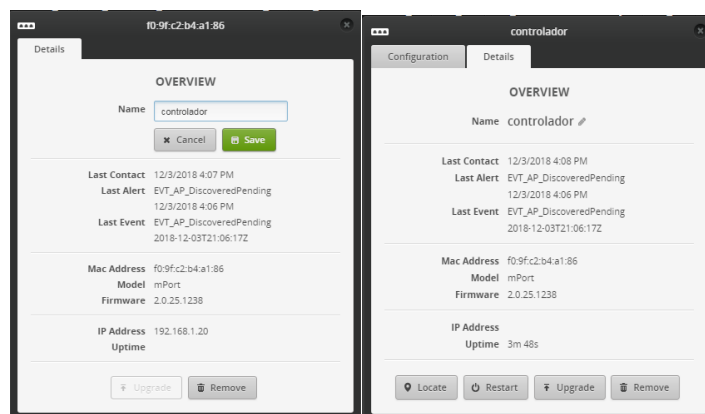 f0:9f:c2:b4:a1:86
Details
OVERVIEW
Name controlador
Cancel Save
Last Contact 12/3/2018 4:07 PM
Last Alert EVT_AP_DiscoveredPending
12/3/2018 4:06 PM
Last Event EVT_AP_DiscoveredPending
2018-12-03T21:06:17Z
Mac Address f0:9f:c2:b4:a1:86
Model mPort
Firmware 2.0.25.1238
IP Address 192.168.1.20
Uptime
Upgrade Remove
controlador
Configuration Details
OVERVIEW
Name controlador
Last Contact 12/3/2018 4:08 PM
Last Alert EVT_AP_DiscoveredPending
12/3/2018 4:06 PM
Last Event EVT_AP_DiscoveredPending
2018-12-03T21:06:17Z
Mac Address f0:9f:c2:b4:a1:86
Model mPort
Firmware 2.0.25.1238
IP Address
Uptime 3m 48s
Locate Restart Upgrade Remove